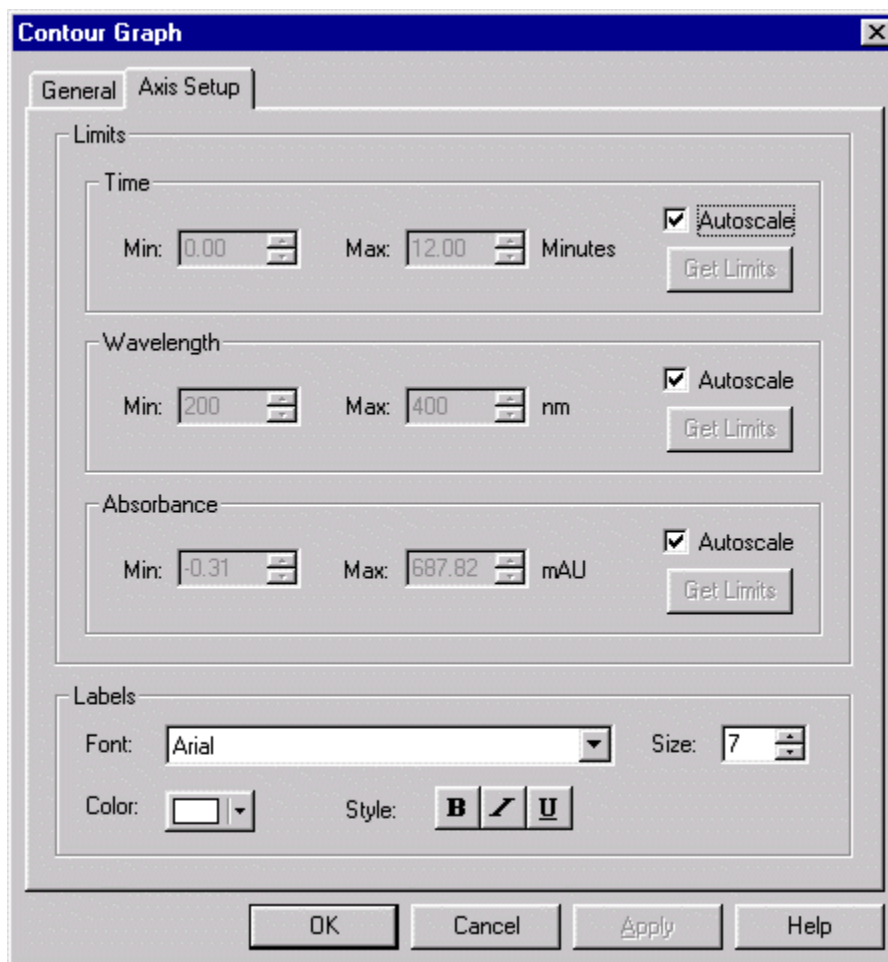 Contour Graph
General Axis Setup
Limits
Time
Autoscale
Min: 0.00 Max: 12.00 Minutes
Get Limits
Wavelength
Autoscale
Min: 200 Max: 400 nm
Get Limits
Absorbance
Autoscale
Min: -0.31 Max: 687.82 mAU
Get Limits
Labels
Font: Arial Size: 7
Color: Style: B I U
OK Cancel Apply Help